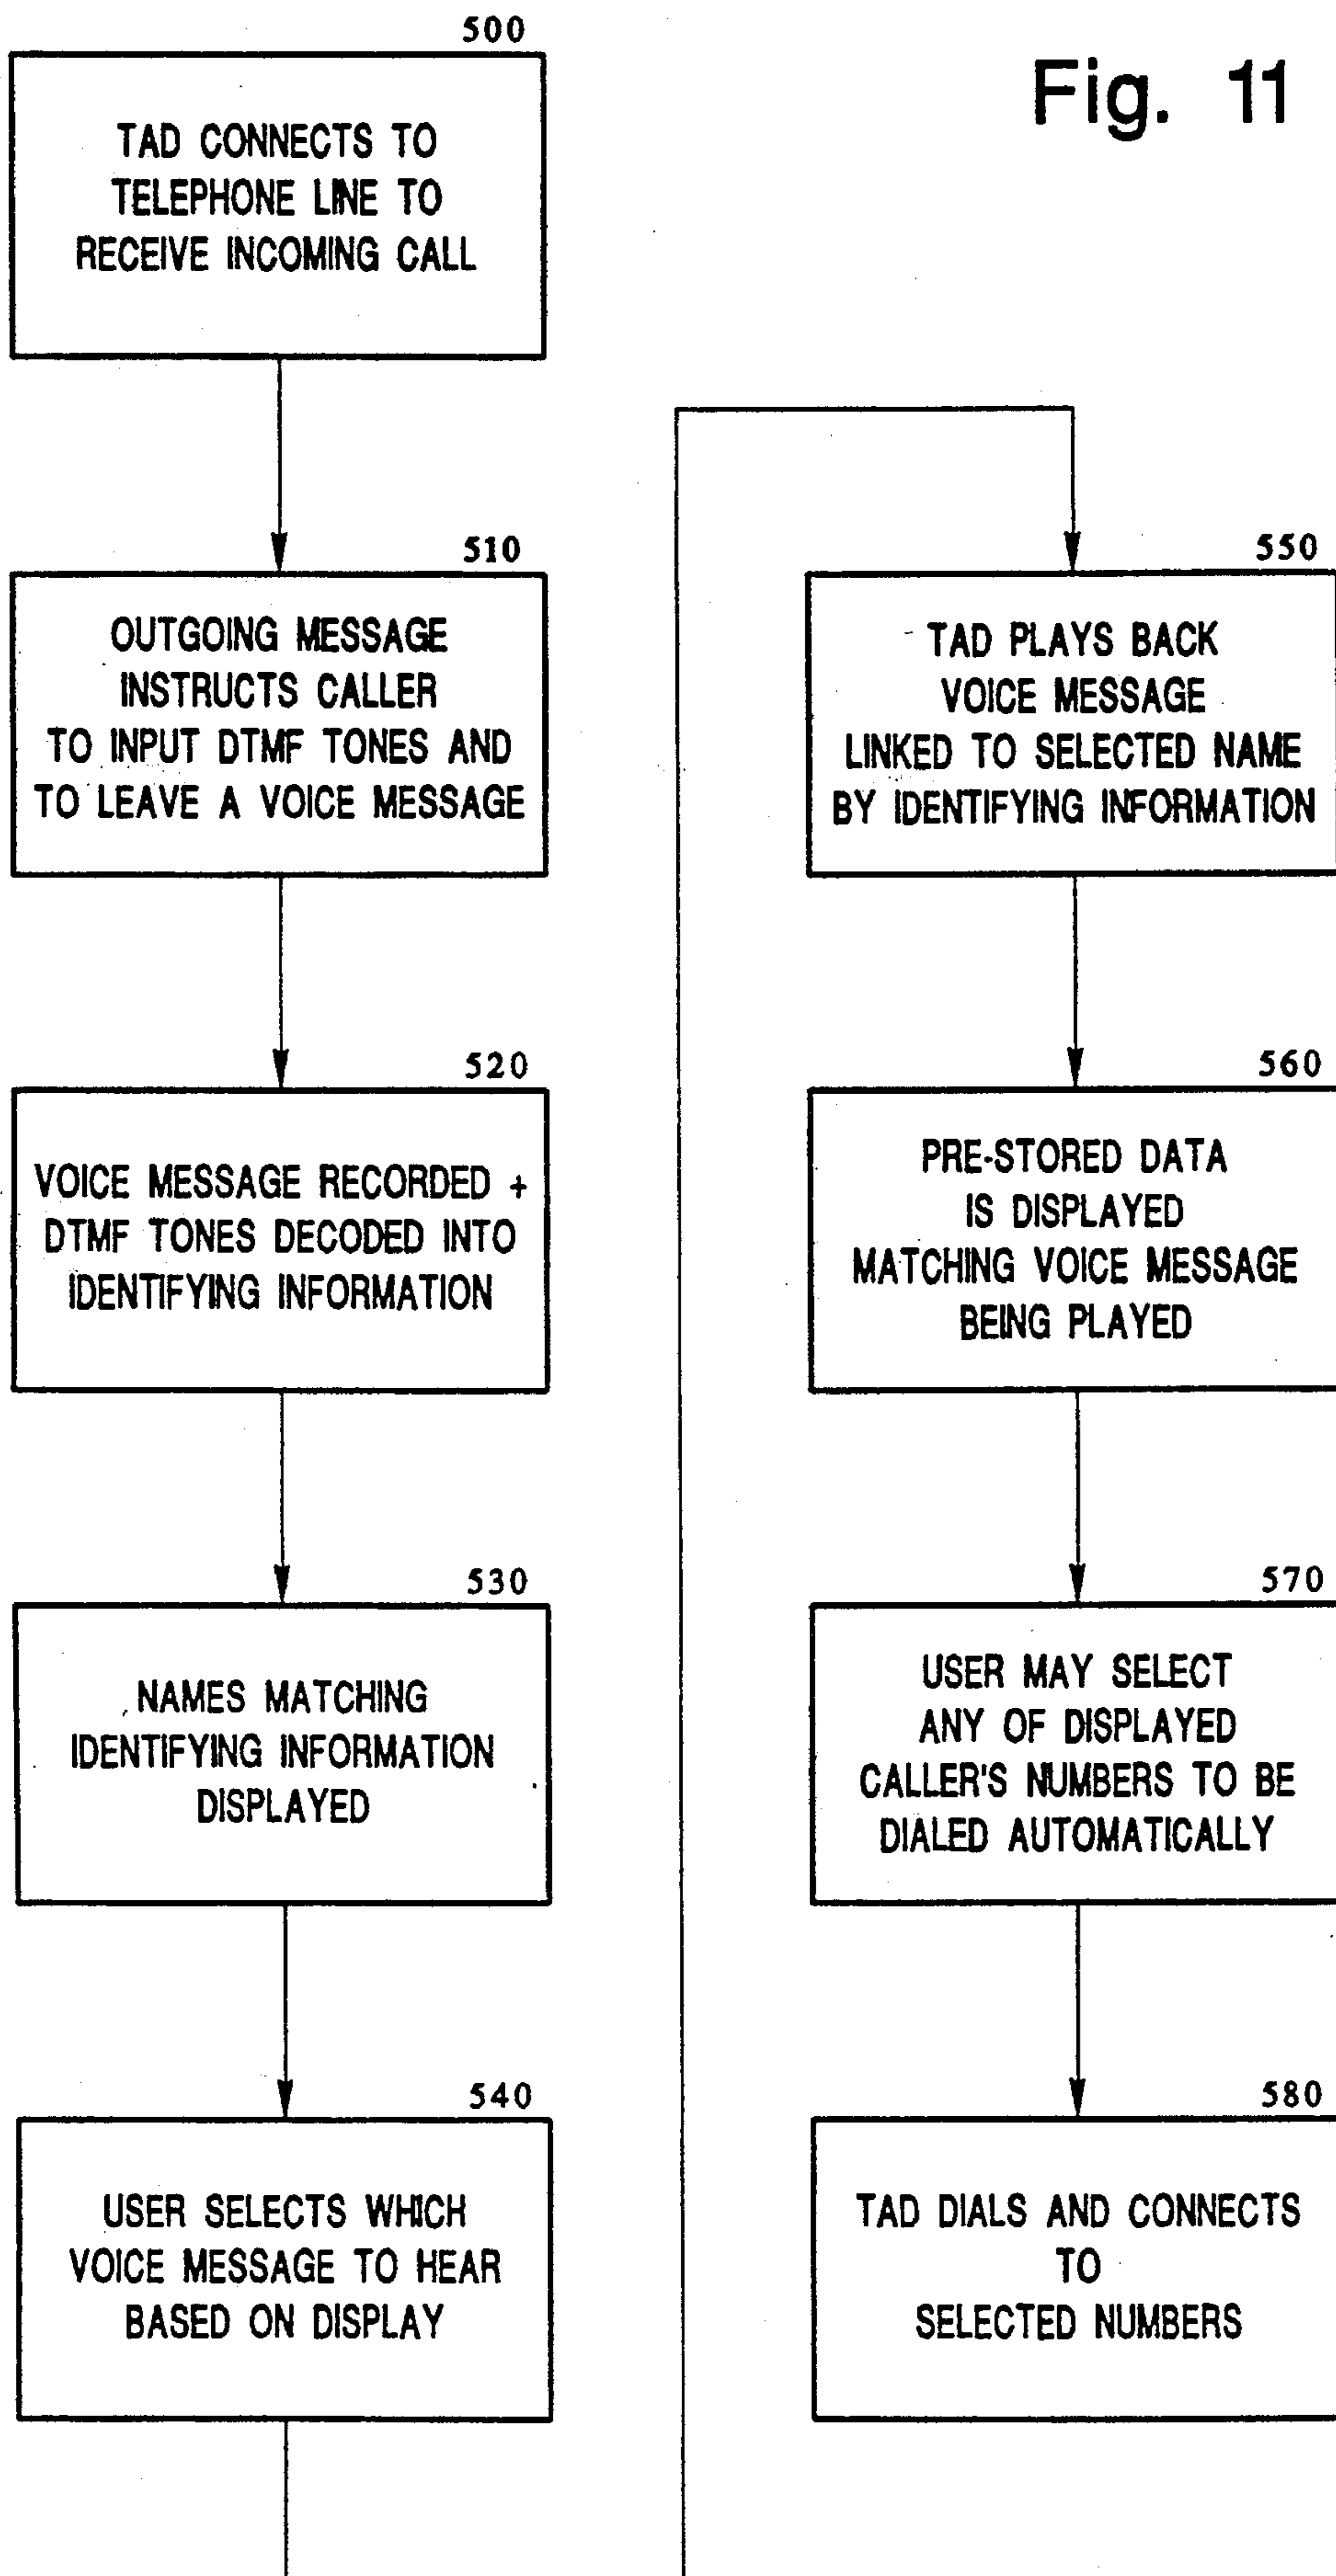 Fig. 11
500
TAD CONNECTS TO
TELEPHONE LINE TO
RECEIVE INCOMING CALL
510
OUTGOING MESSAGE
INSTRUCTS CALLER
TO INPUT DTMF TONES AND
TO LEAVE A VOICE MESSAGE
520
VOICE MESSAGE RECORDED +
DTMF TONES DECODED INTO
IDENTIFYING INFORMATION
530
NAMES MATCHING
IDENTIFYING INFORMATION
DISPLAYED
540
USER SELECTS WHICH
VOICE MESSAGE TO HEAR
BASED ON DISPLAY
550
TAD PLAYS BACK
VOICE MESSAGE
LINKED TO SELECTED NAME
BY IDENTIFYING INFORMATION
560
PRE-STORED DATA
IS DISPLAYED
MATCHING VOICE MESSAGE
BEING PLAYED
570
USER MAY SELECT
ANY OF DISPLAYED
CALLER'S NUMBERS TO BE
DIALED AUTOMATICALLY
580
TAD DIALS AND CONNECTS
TO
SELECTED NUMBERS